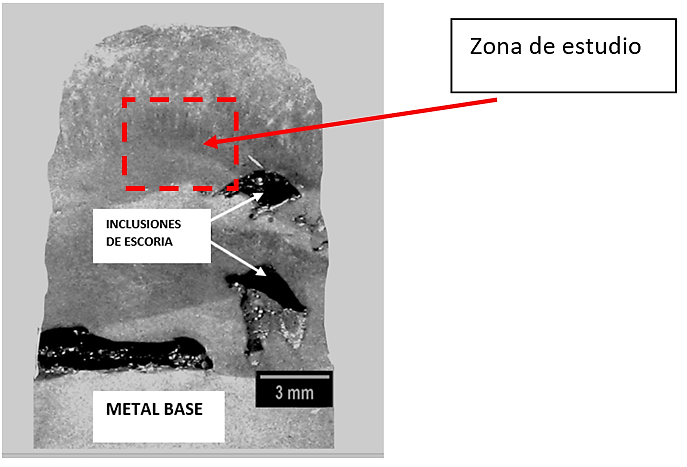 Zona de estudio
INCLUSIONES
DE ESCORIA
3 mm
METAL BASE